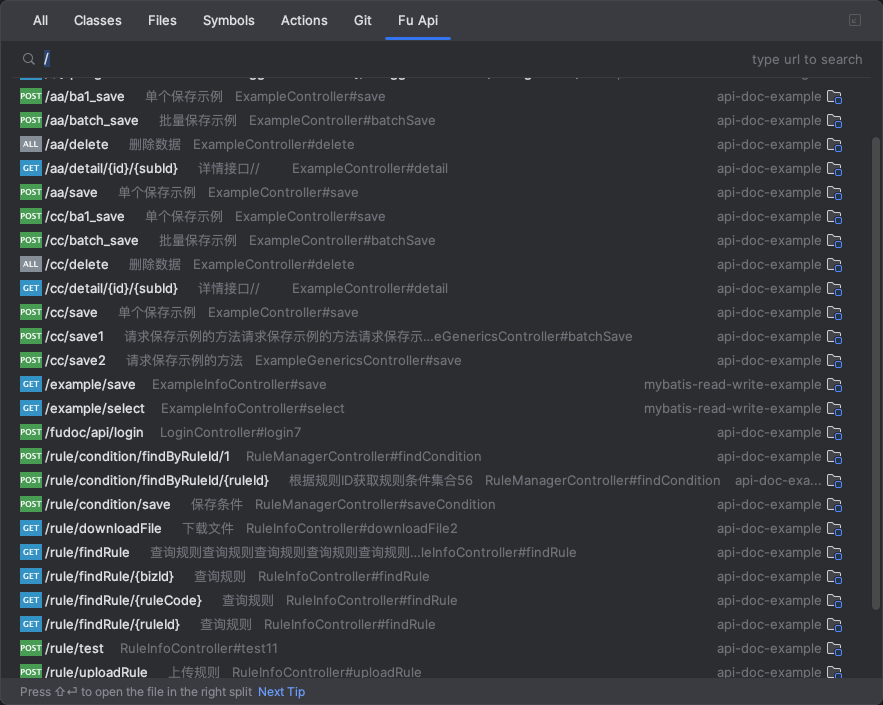 All Classes Files Symbols Actions Git Fu Api
/ type url to search
POST /aa/ba1_save 单个保存示例 ExampleController#save api-doc-example
POST /aa/batch_save 批量保存示例 ExampleController#batchSave api-doc-example
ALL /aa/delete 删除数据 ExampleController#delete api-doc-example
GET /aa/detail/{id}/{subId} 详情接口// ExampleController#detail api-doc-example
POST /aa/save 单个保存示例 ExampleController#save api-doc-example
POST /cc/ba1_save 单个保存示例 ExampleController#save api-doc-example
POST /cc/batch_save 批量保存示例 ExampleController#batchSave api-doc-example
ALL /cc/delete 删除数据 ExampleController#delete api-doc-example
GET /cc/detail/{id}/{subId} 详情接口// ExampleController#detail api-doc-example
POST /cc/save 单个保存示例 ExampleController#save api-doc-example
POST /cc/save1 请求保存示例的方法请求保存示例的方法请求保存示...eGenericsController#batchSave api-doc-example
POST /cc/save2 请求保存示例的方法 ExampleGenericsController#save api-doc-example
GET /example/save ExampleInfoController#save mybatis-read-write-example
GET /example/select ExampleInfoController#select mybatis-read-write-example
POST /fudoc/api/login LoginController#login7 api-doc-example
POST /rule/condition/findByRuleId/1 RuleManagerController#findCondition api-doc-example
POST /rule/condition/findByRuleId/{ruleId} 根据规则ID获取规则条件集合56 RuleManagerController#findCondition api-doc-exa...
POST /rule/condition/save 保存条件 RuleManagerController#saveCondition api-doc-example
GET /rule/downloadFile 下载文件 RuleInfoController#downloadFile2 api-doc-example
GET /rule/findRule 查询规则查询规则查询规则查询规则查询规则...leInfoController#findRule api-doc-example
GET /rule/findRule/{bizId} 查询规则 RuleInfoController#findRule api-doc-example
GET /rule/findRule/{ruleCode} 查询规则 RuleInfoController#findRule api-doc-example
GET /rule/findRule/{ruleId} 查询规则 RuleInfoController#findRule api-doc-example
POST /rule/test RuleInfoController#test11 api-doc-example
POST /rule/uploadRule 上传规则 RuleInfoController#uploadRule api-doc-example
Press ⇧⏎ to open the file in the right split Next Tip